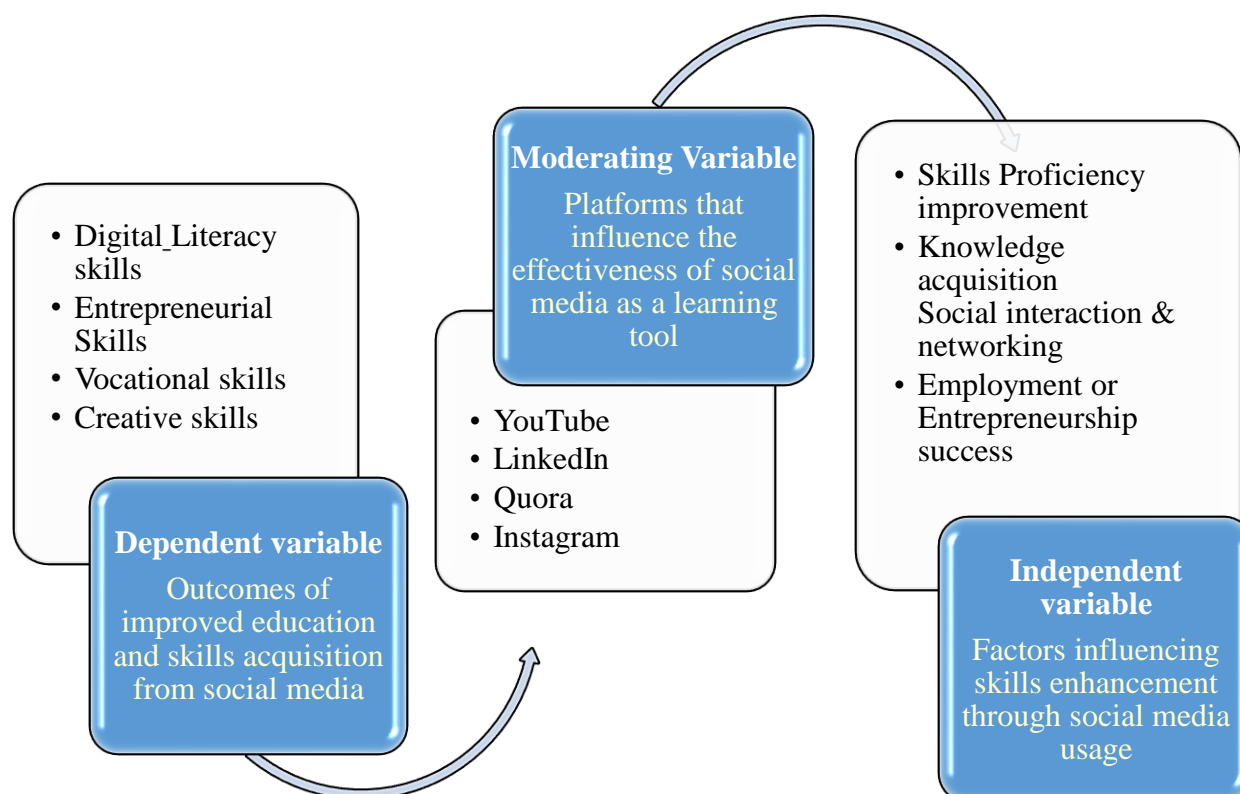 • Digital_Literacy
skills
• Entrepreneurial
Skills
• Vocational skills
• Creative skills
Dependent variable
Outcomes of
improved education
and skills acquisition
from social media
Moderating Variable
Platforms that
influence the
effectiveness of social
media as a learning
tool
• YouTube
• LinkedIn
• Quora
• Instagram
• Skills Proficiency
improvement
• Knowledge
acquisition
Social interaction &
networking
• Employment or
Entrepreneurship
success
Independent
variable
Factors influencing
skills enhancement
through social media
usage